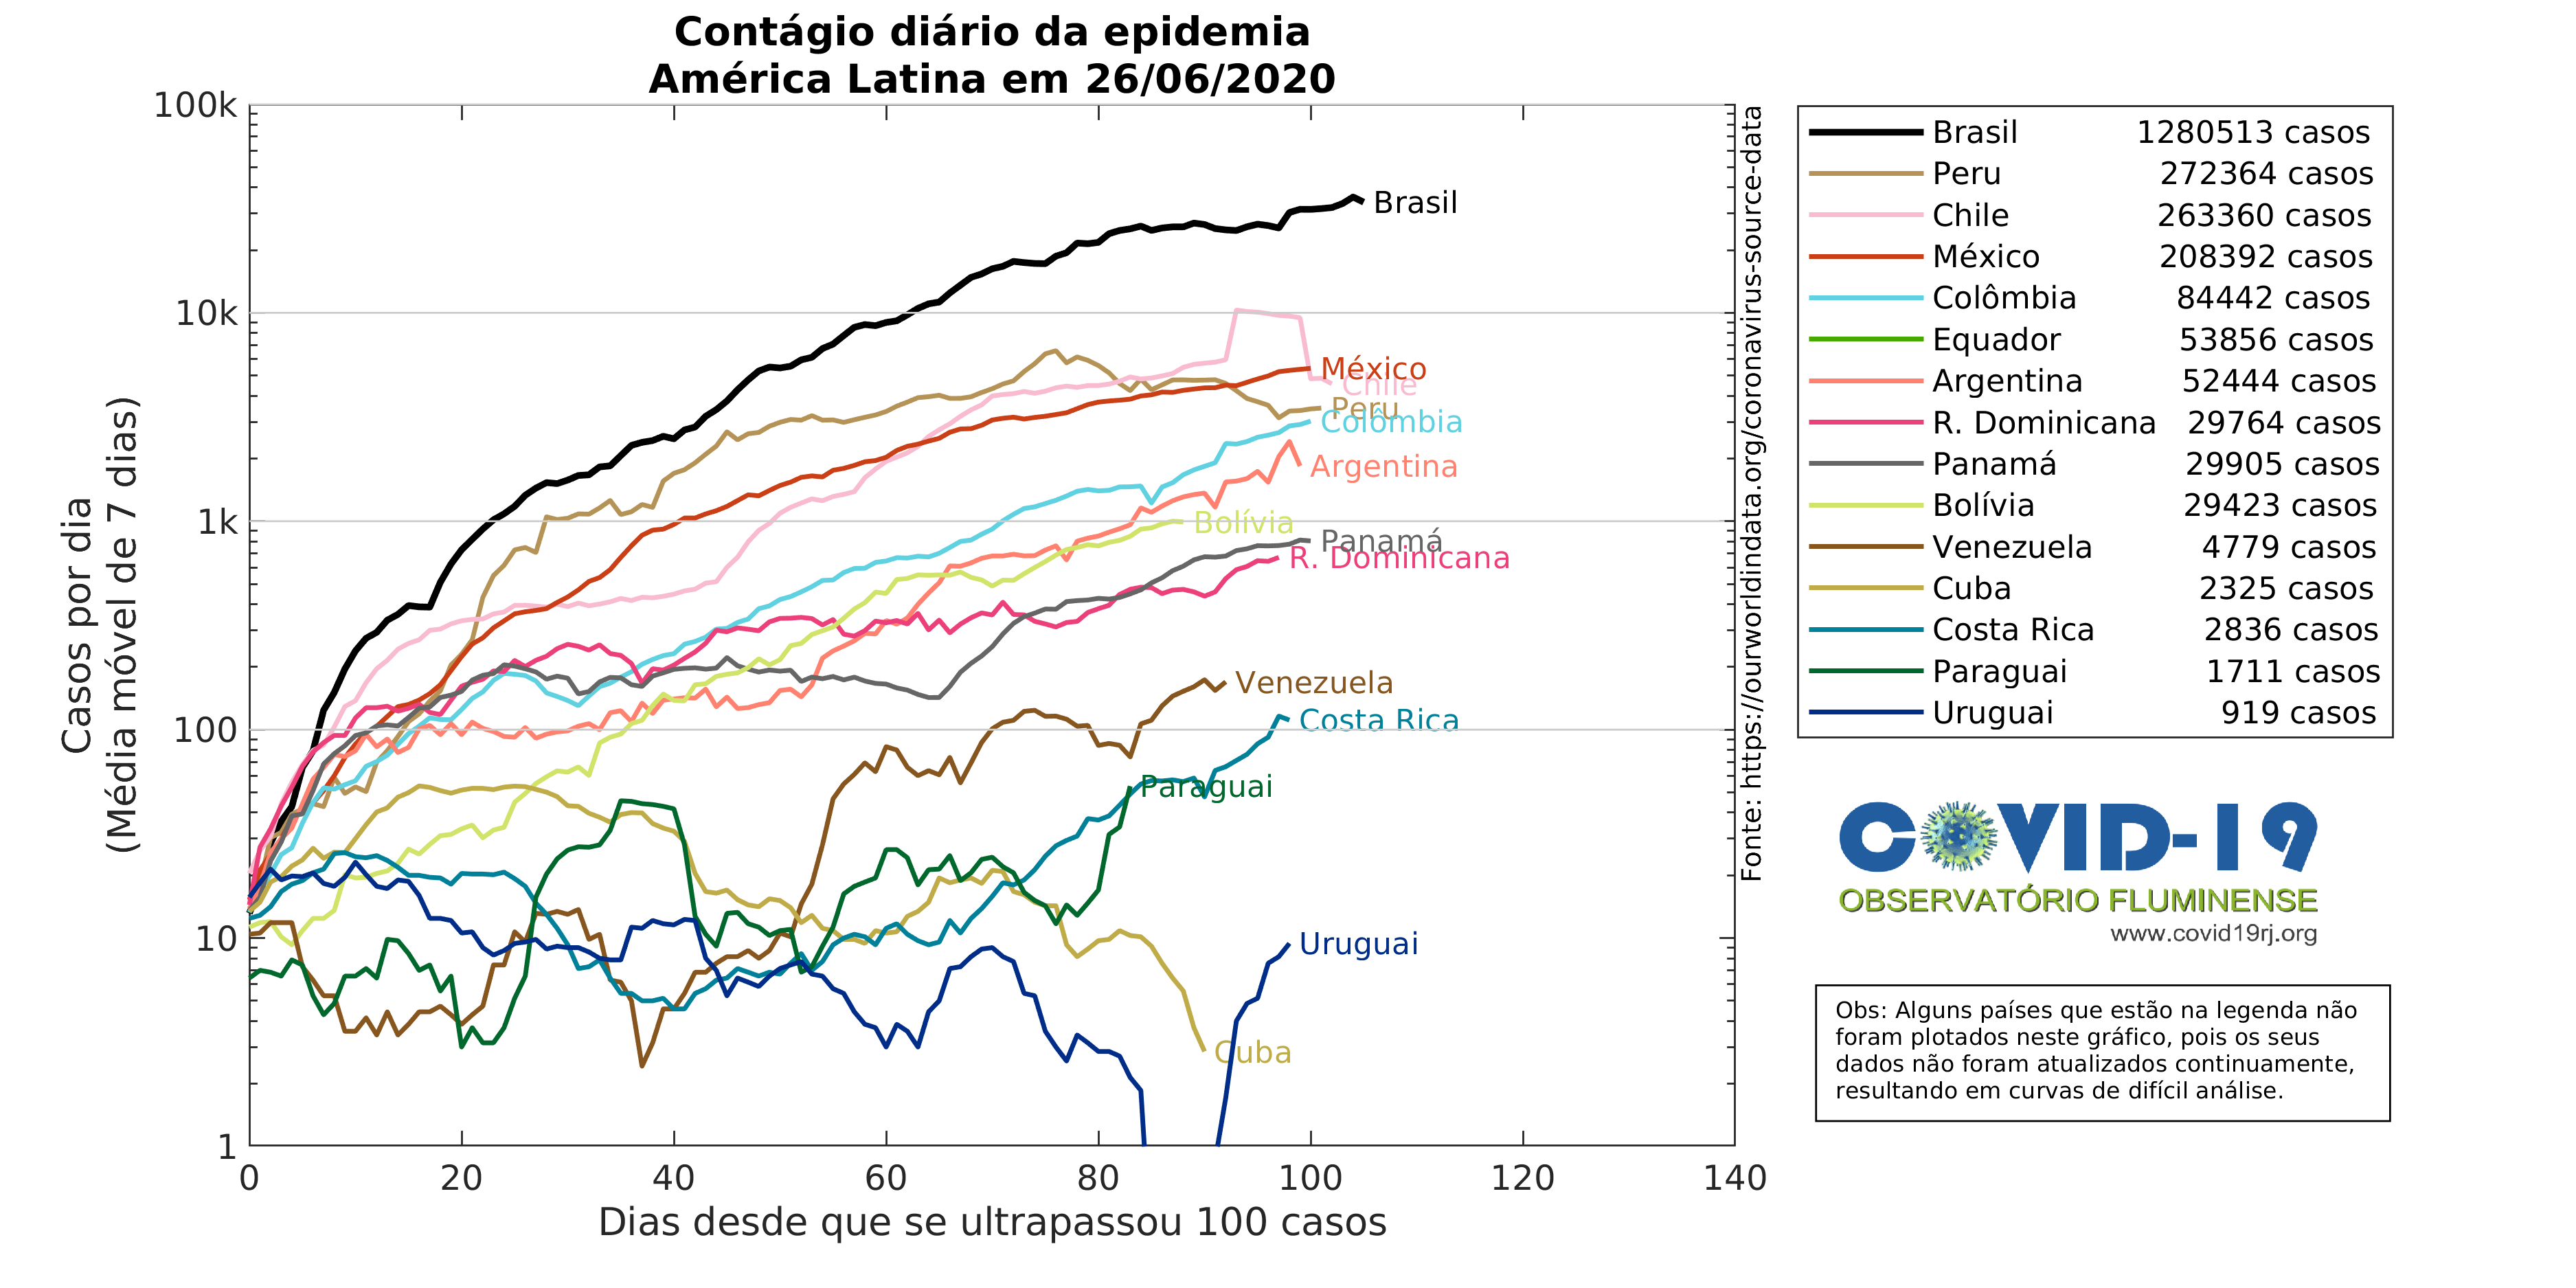 Contágio diário da epidemia
América Latina em 26/06/2020
100k
10k
1k
100
10
1
Casos por dia
(Média móvel de 7 dias)
0 20 40 60 80 100 120 140
Dias desde que se ultrapassou 100 casos
Brasil
México
Chile
Peru
Colômbia
Argentina
Bolívia
Panamá
R. Dominicana
Venezuela
Costa Rica
Paraguai
Uruguai
Cuba
Fonte: https://ourworldindata.org/coronavirus-source-data
Brasil 1280513 casos
Peru 272364 casos
Chile 263360 casos
México 208392 casos
Colômbia 84442 casos
Equador 53856 casos
Argentina 52444 casos
R. Dominicana 29764 casos
Panamá 29905 casos
Bolívia 29423 casos
Venezuela 4779 casos
Cuba 2325 casos
Costa Rica 2836 casos
Paraguai 1711 casos
Uruguai 919 casos
COVID-19
OBSERVATÓRIO FLUMINENSE
www.covid19rj.org
Obs: Alguns países que estão na legenda não
foram plotados neste gráfico, pois os seus
dados não foram atualizados continuamente,
resultando em curvas de difícil análise.